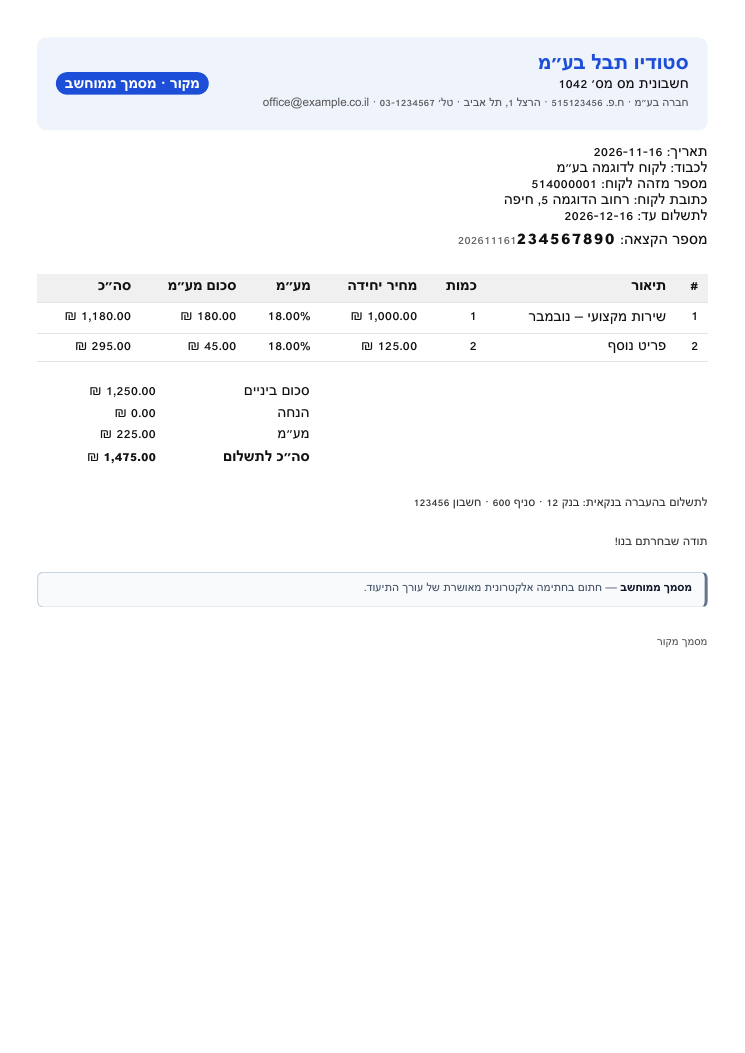 סטודיו תבל בע״מ
חשבונית מס מס׳ 1042
חברה בע״מ · ח.פ. 515123456 · הרצל 1, תל אביב · טל׳ 03-1234567 · office@example.co.il
מקור · מסמך ממוחשב
תאריך: 2026-11-16
לכבוד: לקוח לדוגמה בע״מ
מספר מזהה לקוח: 514000001
כתובת לקוח: רחוב הדוגמה 5, חיפה
לתשלום עד: 2026-12-16
מספר הקצאה: 202611161234567890
# תיאור כמות מחיר יחידה מע״מ סכום מע״מ סה״כ
1 שירות מקצועי – נובמבר 1 1,000.00 ₪ 18.00% 180.00 ₪ 1,180.00 ₪
2 פריט נוסף 2 125.00 ₪ 18.00% 45.00 ₪ 295.00 ₪
סכום ביניים 1,250.00 ₪
הנחה 0.00 ₪
מע״מ 225.00 ₪
סה״כ לתשלום 1,475.00 ₪
לתשלום בהעברה בנקאית: בנק 12 · סניף 600 · חשבון 123456
תודה שבחרתם בנו!
מסמך ממוחשב — חתום בחתימה אלקטרונית מאושרת של עורך התיעוד.
מסמך מקור